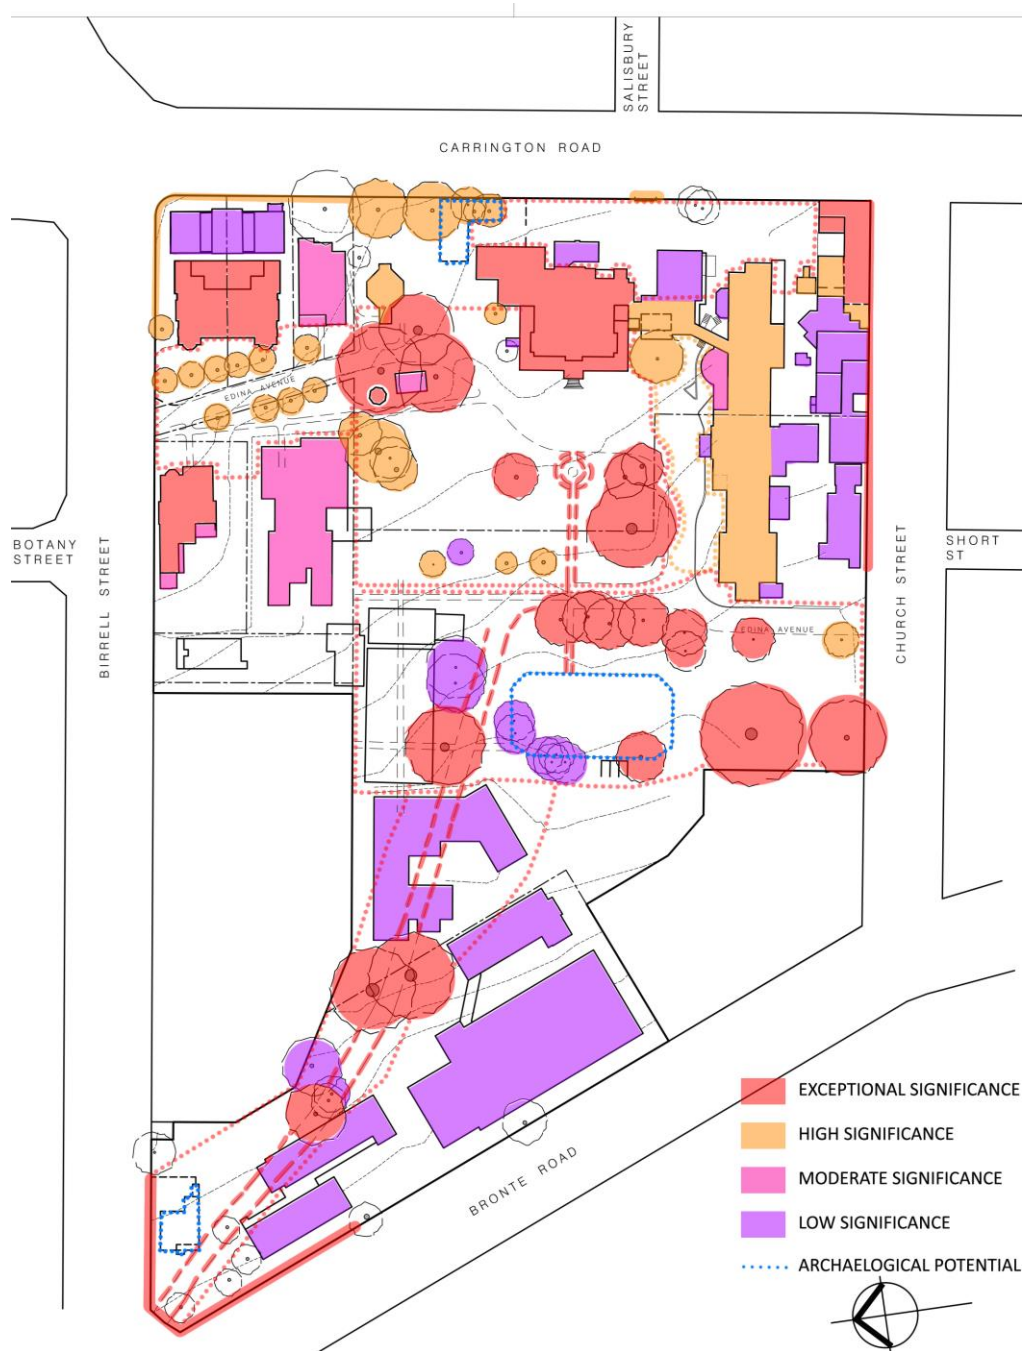 SALISBURY
STREET
CARRINGTON ROAD
EDINA AVENUE
BOTANY
STREET
BIRRELL STREET
SHORT
ST
CHURCH STREET
EDINA AVENUE
BRONTE ROAD
EXCEPTIONAL SIGNIFICANCE
HIGH SIGNIFICANCE
MODERATE SIGNIFICANCE
LOW SIGNIFICANCE
ARCHAELOGICAL POTENTIAL